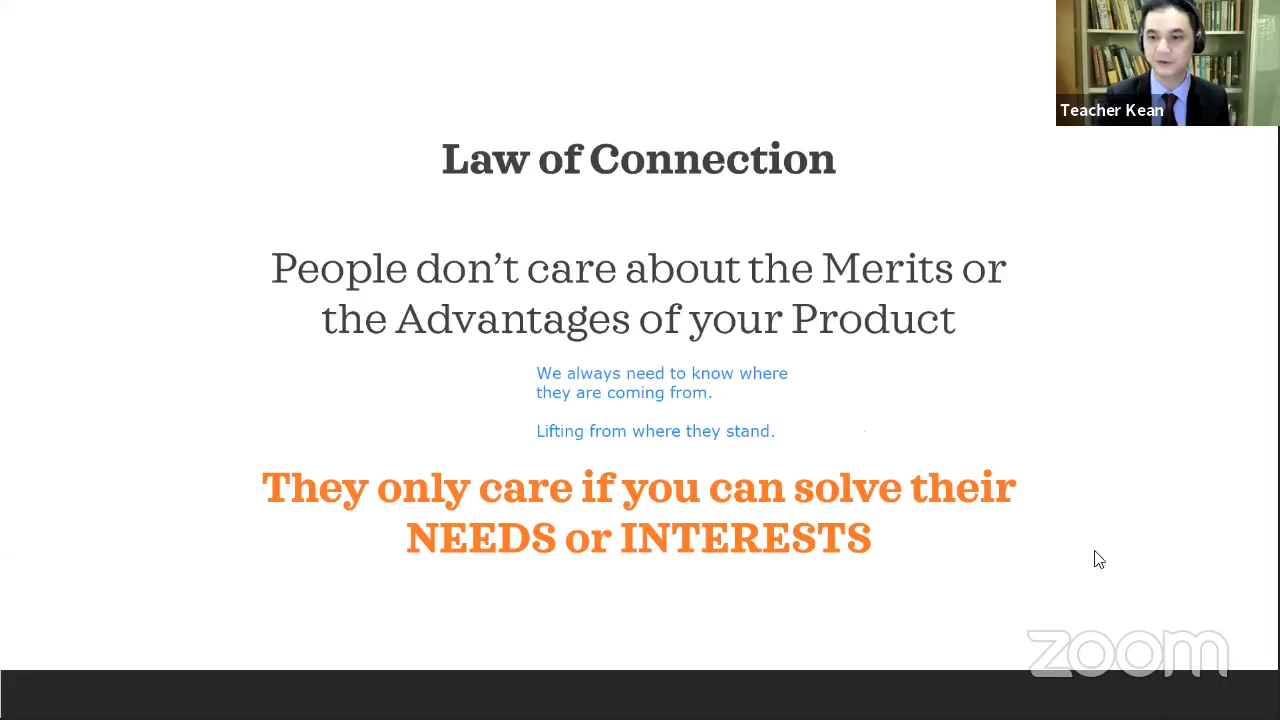 Teacher Kean
Law of Connection
People don't care about the Merits or
the Advantages of your Product
We always need to know where
they are coming from.
Lifting from where they stand.
They only care if you can solve their
NEEDS or INTERESTS
zoom